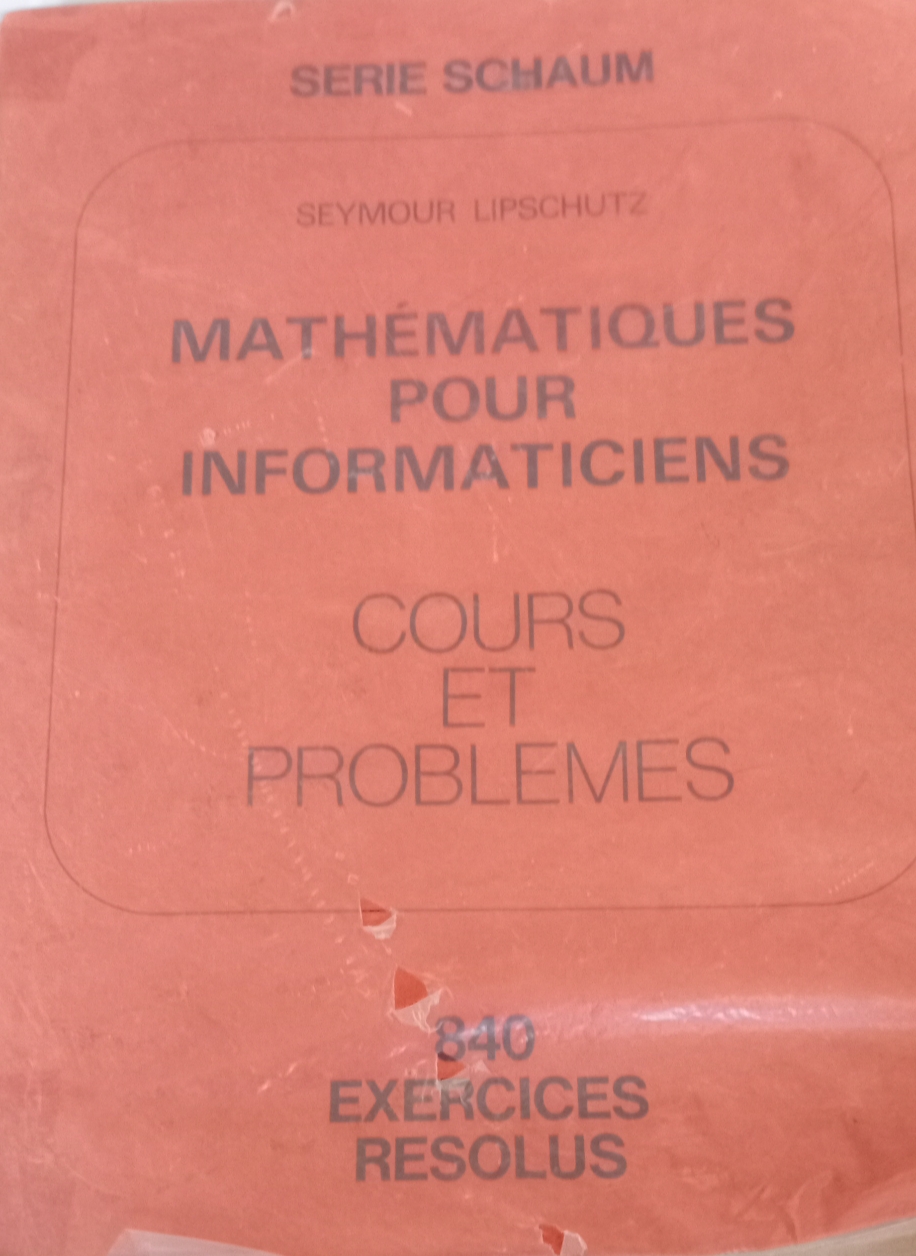 SERIE SCHAUM
SEYMOUR LIPSCHUTZ
MATHÉMATIQUES
POUR
INFORMATICIENS
COURS
ET
PROBLEMES
840
EXERCICES
RESOLUS